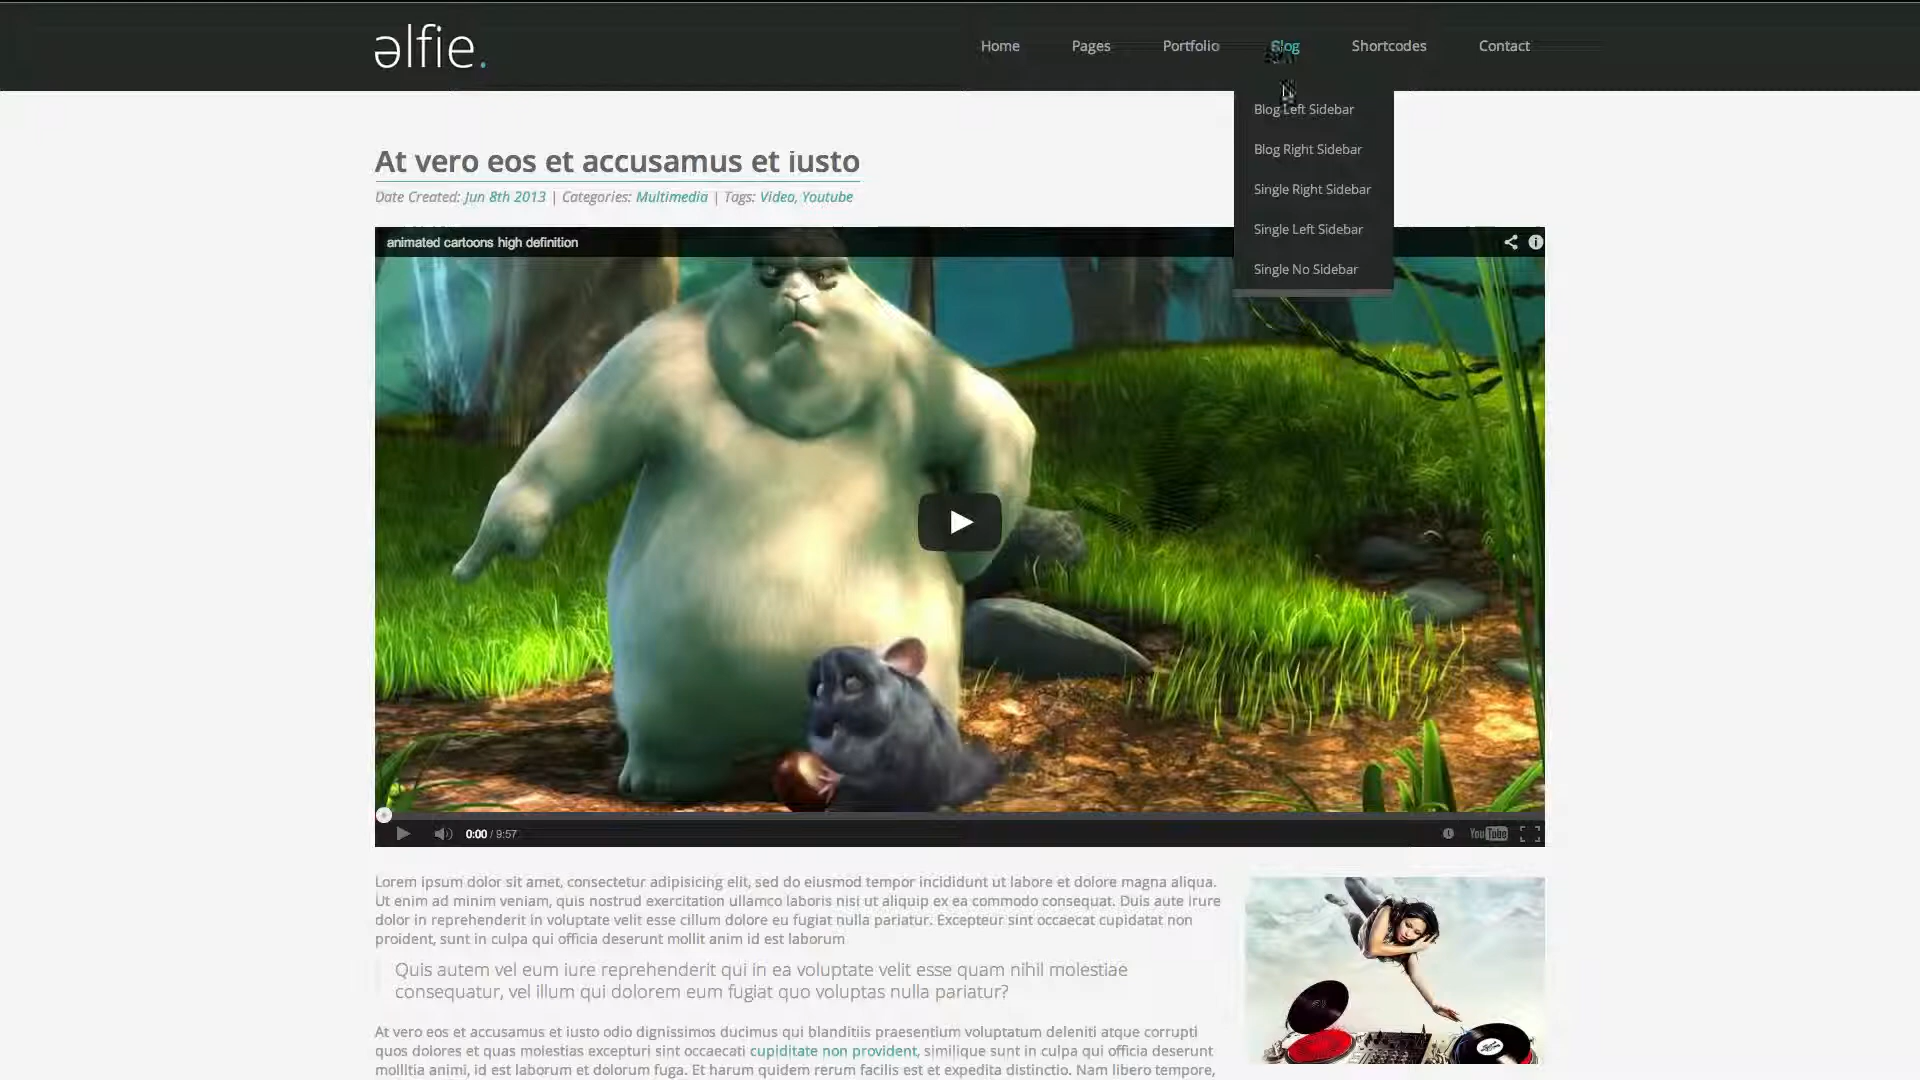 əlfie.
Home Pages Portfolio Blog Shortcodes Contact
Blog Left Sidebar
Blog Right Sidebar
Single Right Sidebar
Single Left Sidebar
Single No Sidebar
At vero eos et accusamus et iusto
Date Created: Jun 8th 2013 | Categories: Multimedia | Tags: Video, Youtube
animated cartoons high definition
0:00 / 9:57
YouTube
Lorem ipsum dolor sit amet, consectetur adipisicing elit, sed do eiusmod tempor incididunt ut labore et dolore magna aliqua.
Ut enim ad minim veniam, quis nostrud exercitation ullamco laboris nisi ut aliquip ex ea commodo consequat. Duis aute irure
dolor in reprehenderit in voluptate velit esse cillum dolore eu fugiat nulla pariatur. Excepteur sint occaecat cupidatat non
proident, sunt in culpa qui officia deserunt mollit anim id est laborum
Quis autem vel eum iure reprehenderit qui in ea voluptate velit esse quam nihil molestiae
consequatur, vel illum qui dolorem eum fugiat quo voluptas nulla pariatur?
At vero eos et accusamus et iusto odio dignissimos ducimus qui blanditiis praesentium voluptatum deleniti atque corrupti
quos dolores et quas molestias excepturi sint occaecati cupiditate non provident, similique sunt in culpa qui officia deserunt
mollitia animi, id est laborum et dolorum fuga. Et harum quidem rerum facilis est et expedita distinctio. Nam libero tempore,